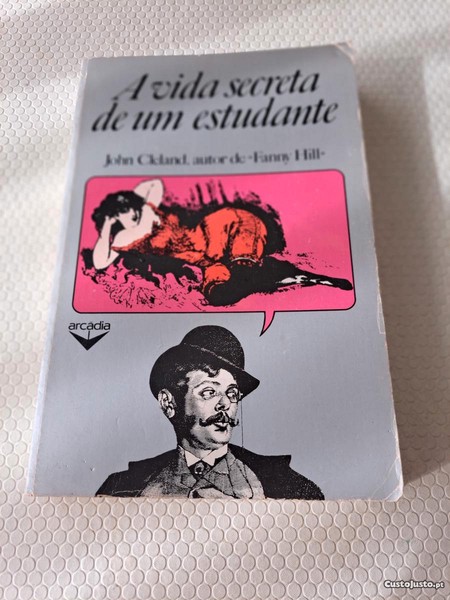 A vida secreta
de um estudante
John Cleland, autor de «Fanny Hill»
arcádia
CustoJusto.pt